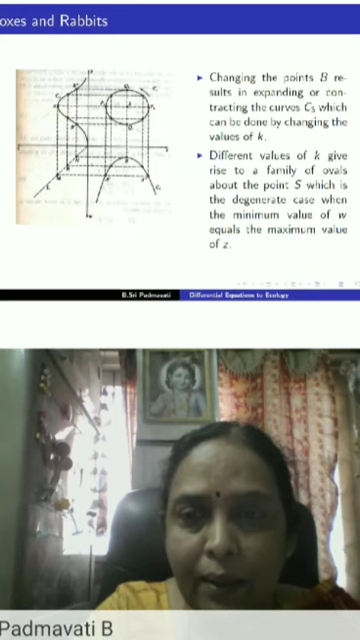 oxes and Rabbits
Changing the points B re-
sults in expanding or con-
tracting the curves C₃ which
can be done by changing the
values of k.
Different values of k give
rise to a family of ovals
about the point S which is
the degenerate case when
the minimum value of w
equals the maximum value
of z.
B.Sri Padmavati Differential Equations to Ecology
Padmavati B